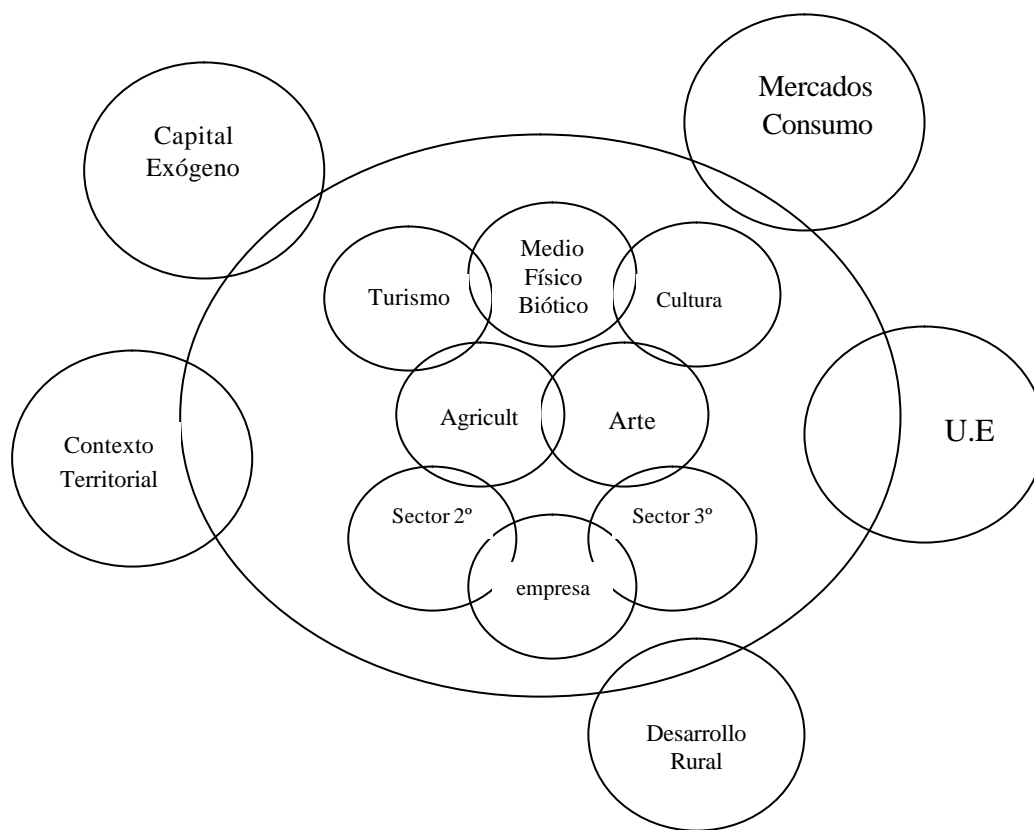 Mercados
Consumo
Capital
Exógeno
Medio
Físico
Biótico
Turismo
Cultura
Agricult
Arte
U.E
Contexto
Territorial
Sector 2º
Sector 3º
empresa
Desarrollo
Rural